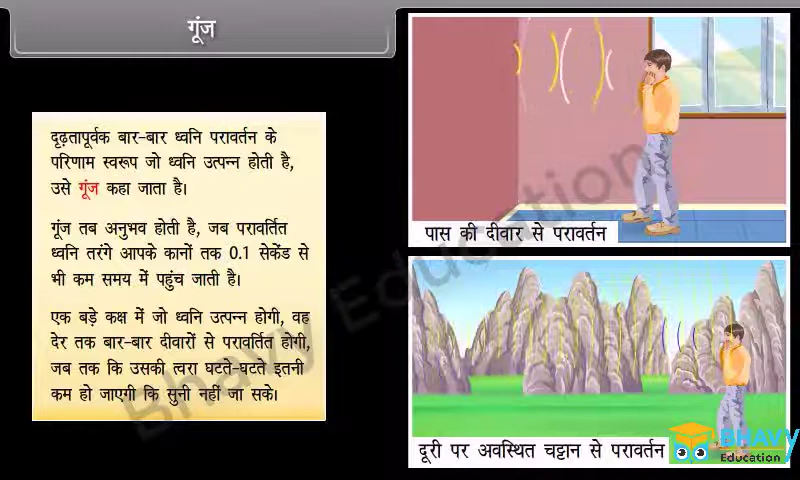 गूंज
दृढ़तापूर्वक बार-बार ध्वनि परावर्तन के
परिणाम स्वरूप जो ध्वनि उत्पन्न होती है,
उसे गूंज कहा जाता है।
गूंज तब अनुभव होती है, जब परावर्तित
ध्वनि तरंगे आपके कानों तक 0.1 सेकेंड से
भी कम समय में पहुंच जाती है।
एक बड़े कक्ष में जो ध्वनि उत्पन्न होगी, वह
देर तक बार-बार दीवारों से परावर्तित होगी,
जब तक कि उसकी त्वरा घटते-घटते इतनी
कम हो जाएगी कि सुनी नहीं जा सके।
पास की दीवार से परावर्तन
दूरी पर अवस्थित चट्टान से परावर्तन
BHAVY
Education
Bhavy Education